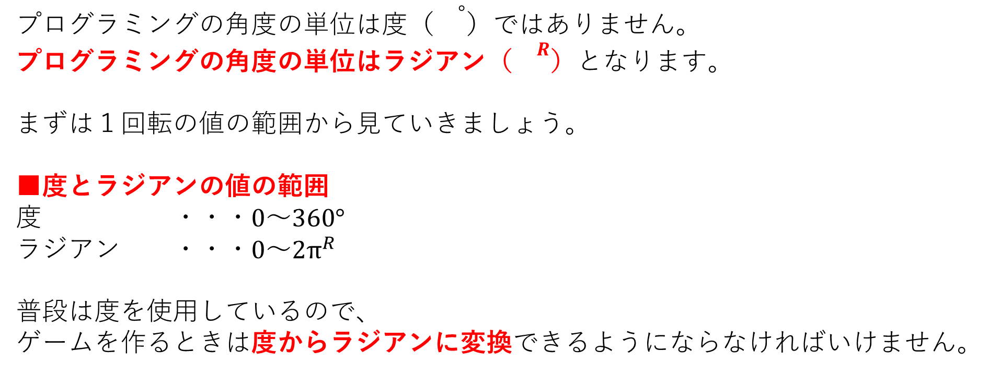 プログラミングの角度の単位は度（　°）ではありません。
プログラミングの角度の単位はラジアン（　ᴿ）となります。
まずは１回転の値の範囲から見ていきましょう。
■度とラジアンの値の範囲
度　　　　　・・・0～360°
ラジアン　　・・・0～2πᴿ
普段は度を使用しているので、
ゲームを作るときは度からラジアンに変換できるようにならなければいけません。